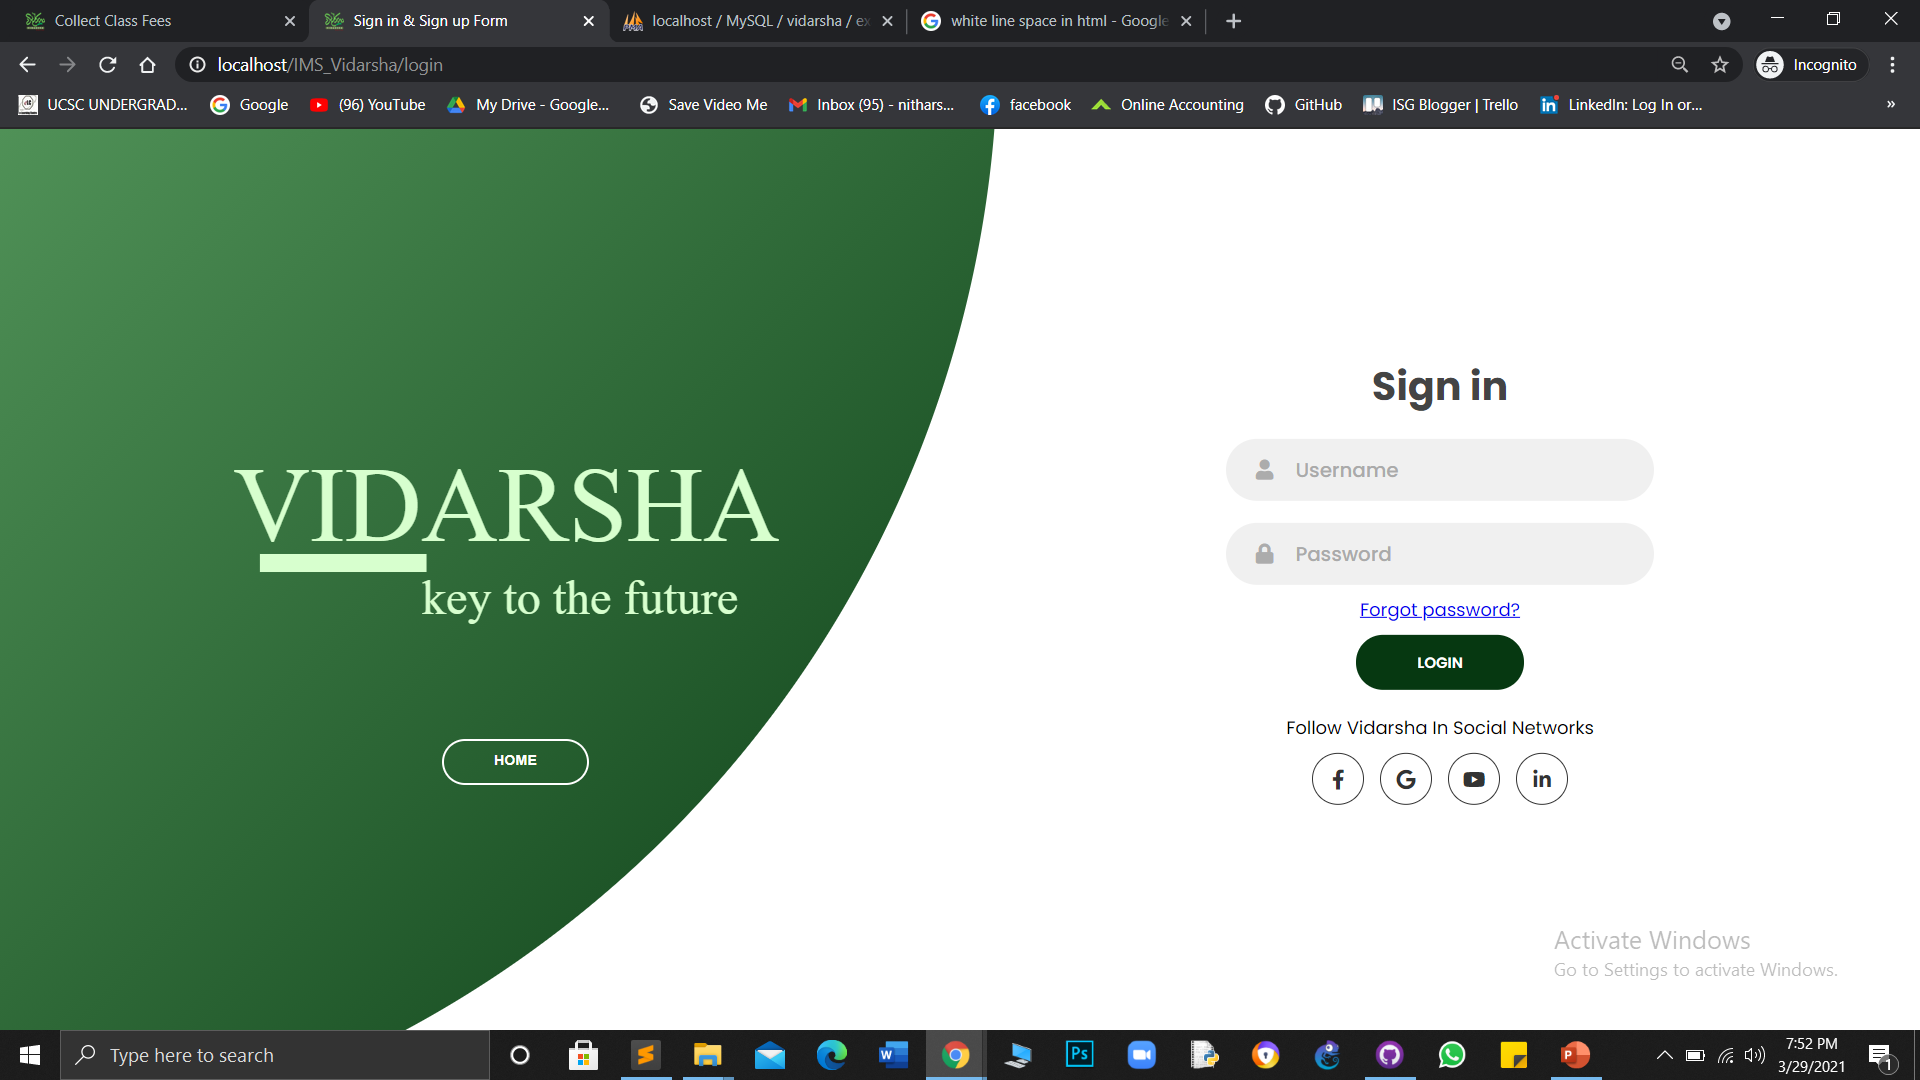 Collect Class Fees
Sign in & Sign up Form
localhost / MySQL / vidarsha / ex
white line space in html - Google
localhost/IMS_Vidarsha/login
Incognito
UCSC UNDERGRAD...
Google
(96) YouTube
My Drive - Google...
Save Video Me
Inbox (95) - nithars...
facebook
Online Accounting
GitHub
ISG Blogger | Trello
LinkedIn: Log In or...
»
VIDARSHA
key to the future
HOME
Sign in
Username
Password
Forgot password?
LOGIN
Follow Vidarsha In Social Networks
Activate Windows
Go to Settings to activate Windows.
Type here to search
7:52 PM
3/29/2021
1